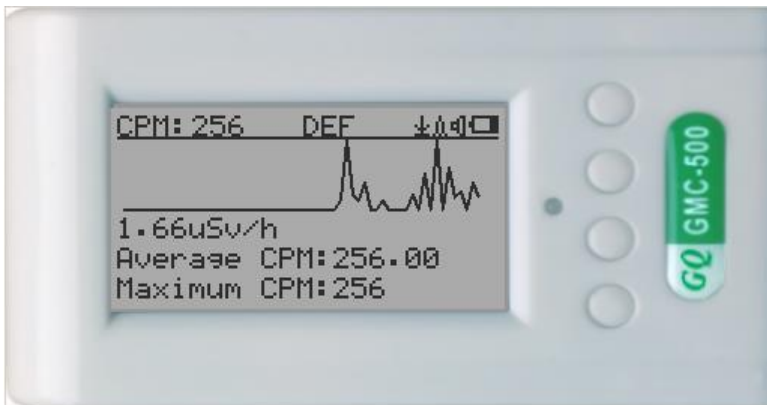 CPM: 256 DEF
1.66uSv/h
Average CPM:256.00
Maximum CPM:256
GQ GMC-500